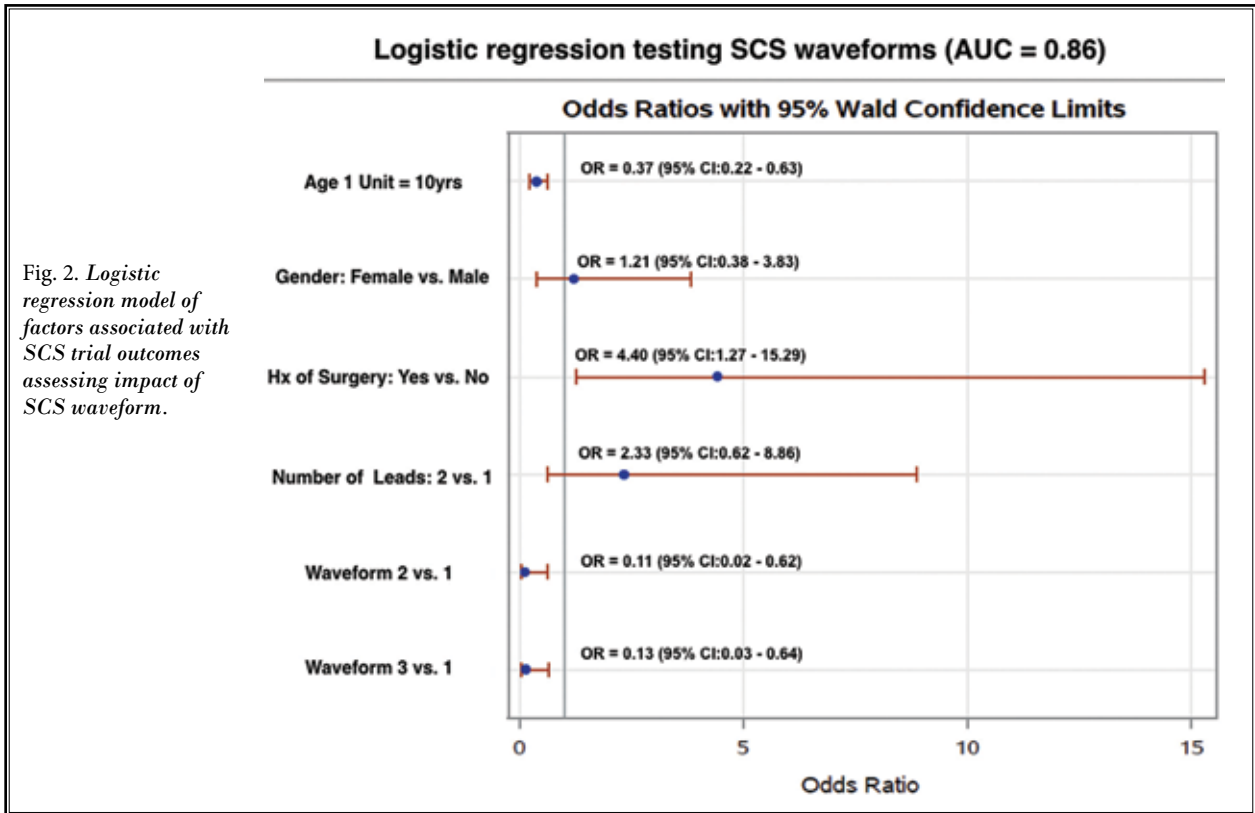 Logistic regression testing SCS waveforms (AUC = 0.86)
Odds Ratios with 95% Wald Confidence Limits
Age 1 Unit = 10yrs
OR = 0.37 (95% CI:0.22 - 0.63)
Gender: Female vs. Male
OR = 1.21 (95% CI:0.38 - 3.83)
Hx of Surgery: Yes vs. No
OR = 4.40 (95% CI:1.27 - 15.29)
Number of Leads: 2 vs. 1
OR = 2.33 (95% CI:0.62 - 8.86)
Waveform 2 vs. 1
OR = 0.11 (95% CI:0.02 - 0.62)
Waveform 3 vs. 1
OR = 0.13 (95% CI:0.03 - 0.64)
0 5 10 15
Odds Ratio
Fig. 2. Logistic
regression model of
factors associated with
SCS trial outcomes
assessing impact of
SCS waveform.